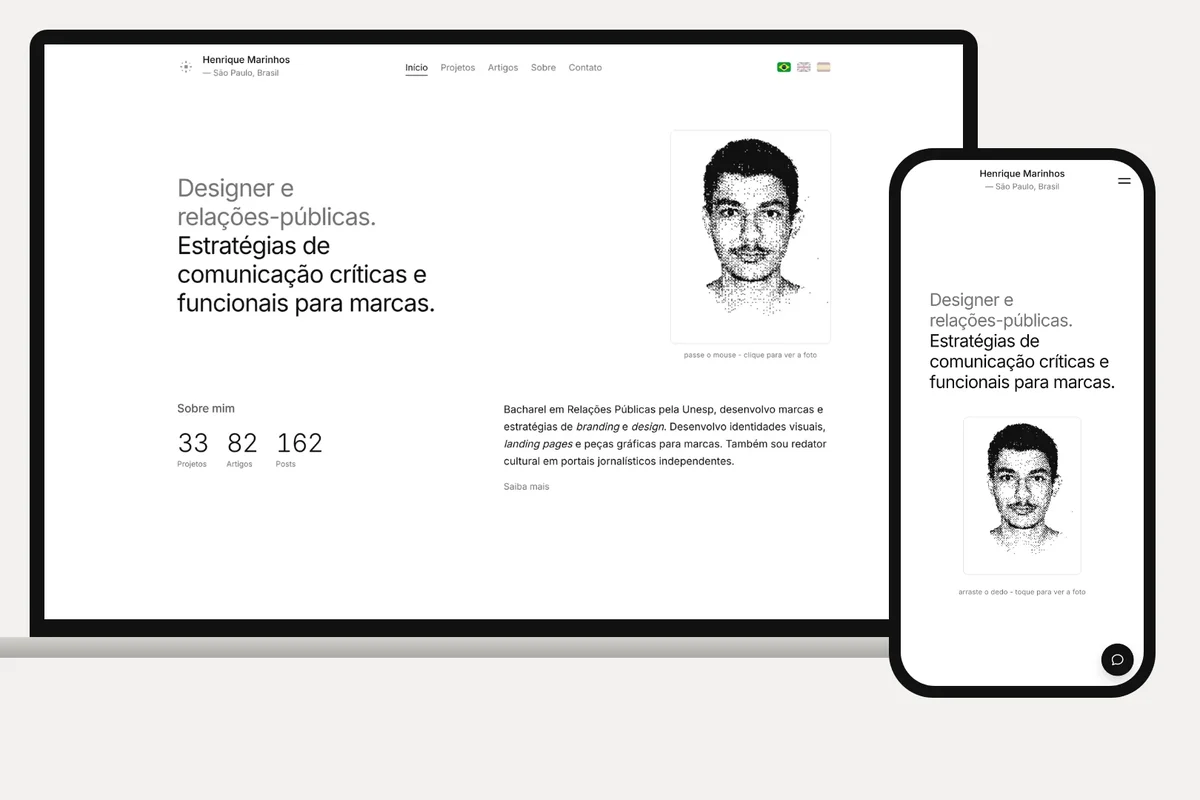 Henrique Marinhos
— São Paulo, Brasil
Início Projetos Artigos Sobre Contato
Designer e
relações-públicas.
Estratégias de
comunicação críticas e
funcionais para marcas.
passe o mouse - clique para ver a foto
Sobre mim
33 82 162
Projetos Artigos Posts
Bacharel em Relações Públicas pela Unesp, desenvolvo marcas e
estratégias de branding e design. Desenvolvo identidades visuais,
landing pages e peças gráficas para marcas. Também sou redator
cultural em portais jornalísticos independentes.
Saiba mais
Henrique Marinhos
— São Paulo, Brasil
Designer e
relações-públicas.
Estratégias de
comunicação críticas e
funcionais para marcas.
arraste o dedo - toque para ver a foto